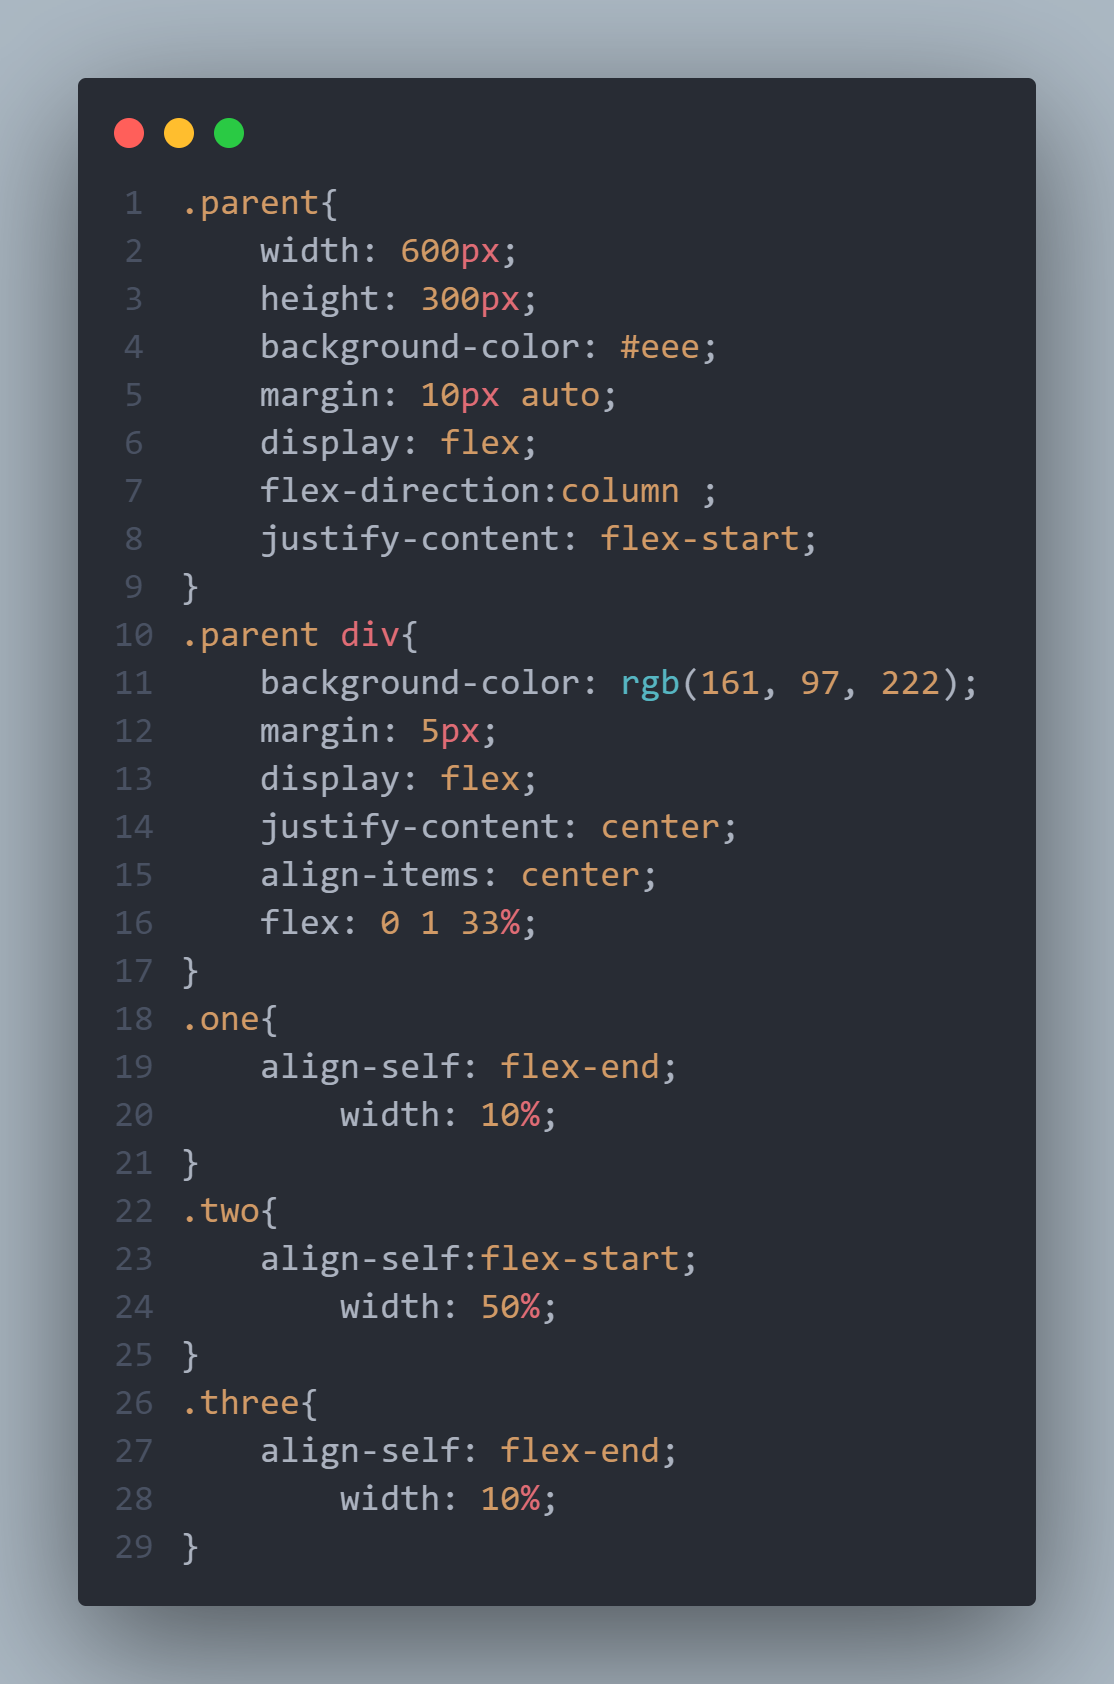 1 .parent{
2     width: 600px;
3     height: 300px;
4     background-color: #eee;
5     margin: 10px auto;
6     display: flex;
7     flex-direction:column ;
8     justify-content: flex-start;
9 }
10 .parent div{
11     background-color: rgb(161, 97, 222);
12     margin: 5px;
13     display: flex;
14     justify-content: center;
15     align-items: center;
16     flex: 0 1 33%;
17 }
18 .one{
19     align-self: flex-end;
20         width: 10%;
21 }
22 .two{
23     align-self:flex-start;
24         width: 50%;
25 }
26 .three{
27     align-self: flex-end;
28         width: 10%;
29 }